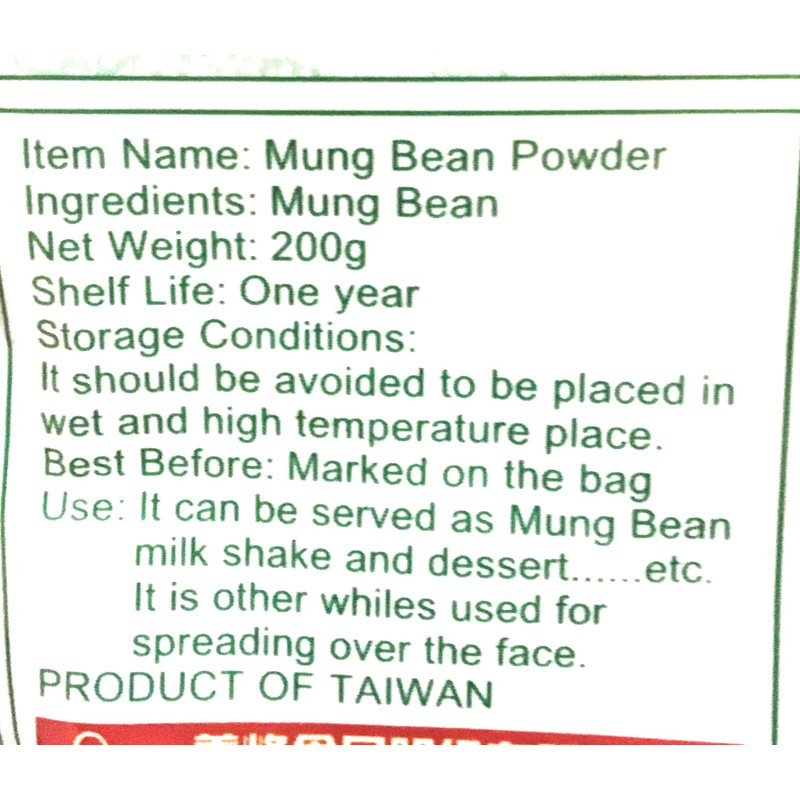 Item Name: Mung Bean Powder
Ingredients: Mung Bean
Net Weight: 200g
Shelf Life: One year
Storage Conditions:
It should be avoided to be placed in
wet and high temperature place.
Best Before: Marked on the bag
Use: It can be served as Mung Bean
milk shake and dessert......etc.
It is other whiles used for
spreading over the face.
PRODUCT OF TAIWAN